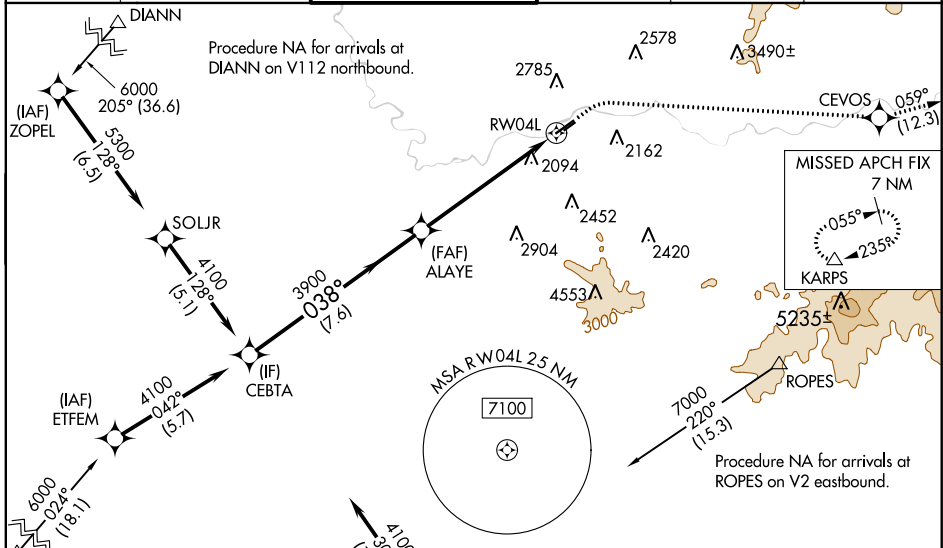 DIANN
Procedure NA for arrivals at
DIANN on V112 northbound.
2578
3490±
2785
6000
205° (36.6)
(IAF)
ZOPEL
CEVOS
059°
(12.3)
RW04L
5300
128°
(6.5)
2094
2162
MISSED APCH FIX
7 NM
055°
235°
KARPS
SOLJR
2452
2904
2420
(FAF)
ALAYE
4100
128°
(5.1)
3900
038°
(7.6)
4553
3000
5235±
(IF)
CEBTA
MSA RW04L 25 NM
7100
ROPES
(IAF)
ETFEM
4100
042°
(5.7)
7000
220°
(15.3)
Procedure NA for arrivals at
ROPES on V2 eastbound.
6000
024°
(18.1)
4100